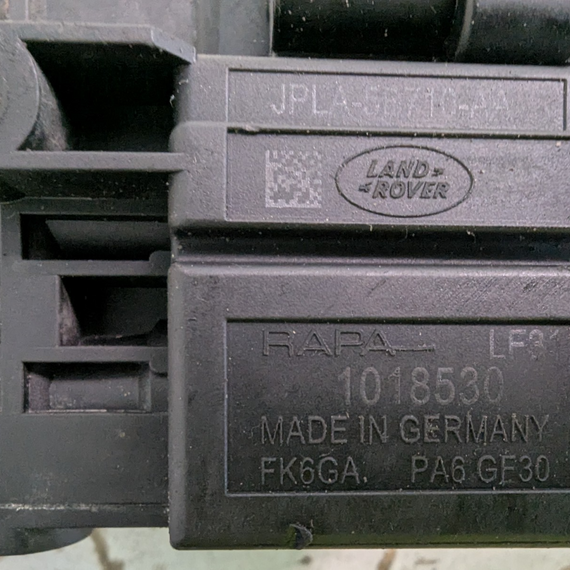 LAND
ROVER
RAPA
1018530
MADE IN GERMANY
FK6GA. PA6 GF30